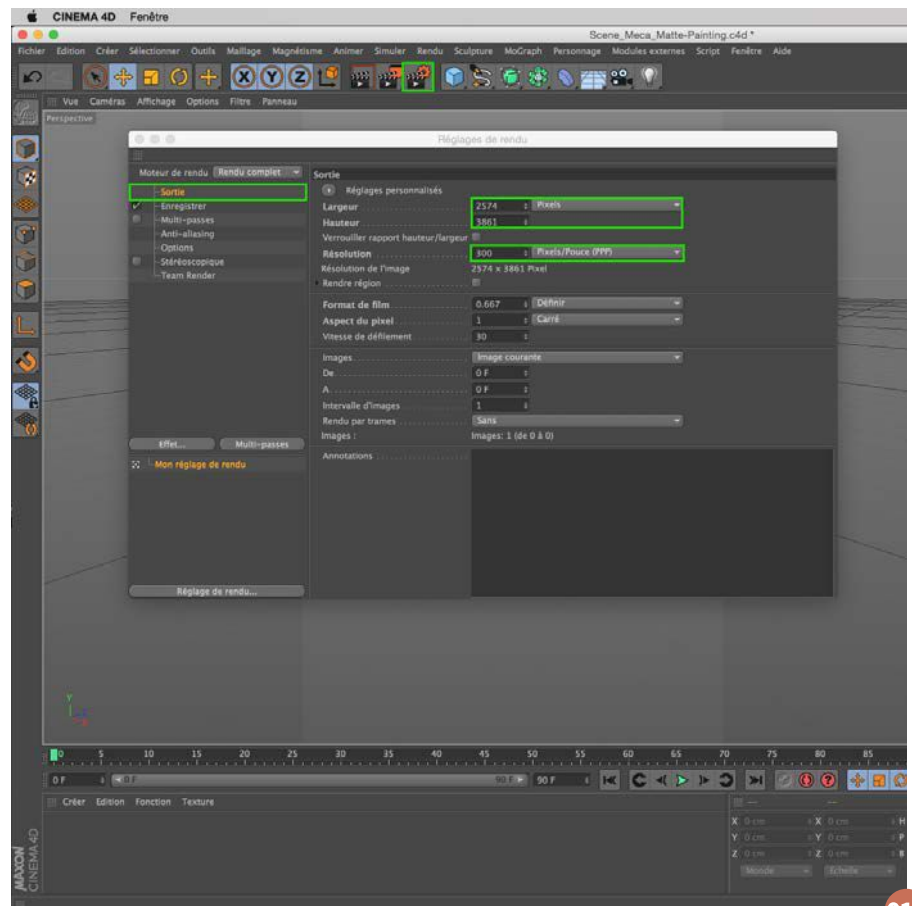 CINEMA 4D Fenêtre
Scene_Meca_Matte-Painting.c4d *
Fichier Edition Créer Sélectionner Outils Maillage Magnétisme Animer Simuler Rendu Sculpture MoGraph Personnage Modules externes Script Fenêtre Aide
X Y Z
Vue Caméras Affichage Options Filtre Panneau
Perspective
Réglages de rendu
Moteur de rendu Rendu complet
Sortie
Enregistrer
Multi-passes
Anti-aliasing
Options
Stéréoscopique
Team Render
Effet... Multi-passes
Mon réglage de rendu
Réglage de rendu...
Sortie
Réglages personnalisés
Largeur 2574 Pixels
Hauteur 3861
Verrouiller rapport hauteur/largeur
Résolution 300 Pixels/Pouce (PPP)
Résolution de l'image 2574 x 3861 Pixel
Rendre région
Format de film 0.667 Définir
Aspect du pixel 1 Carré
Vitesse de défilement 30
Images Image courante
De 0 F
A 0 F
Intervalle d'images 1
Rendu par trames Sans
Images : Images: 1 (de 0 à 0)
Annotations
Y
0 5 10 15 20 25 30 35 40 45 50 55 60 65 70 75 80 85
0 F 0 F 90 F 90 F
Créer Edition Fonction Texture
-- --
X 0 cm X 0 cm H
Y 0 cm Y 0 cm P
Z 0 cm Z 0 cm B
Monde Echelle
MAXON
CINEMA 4D